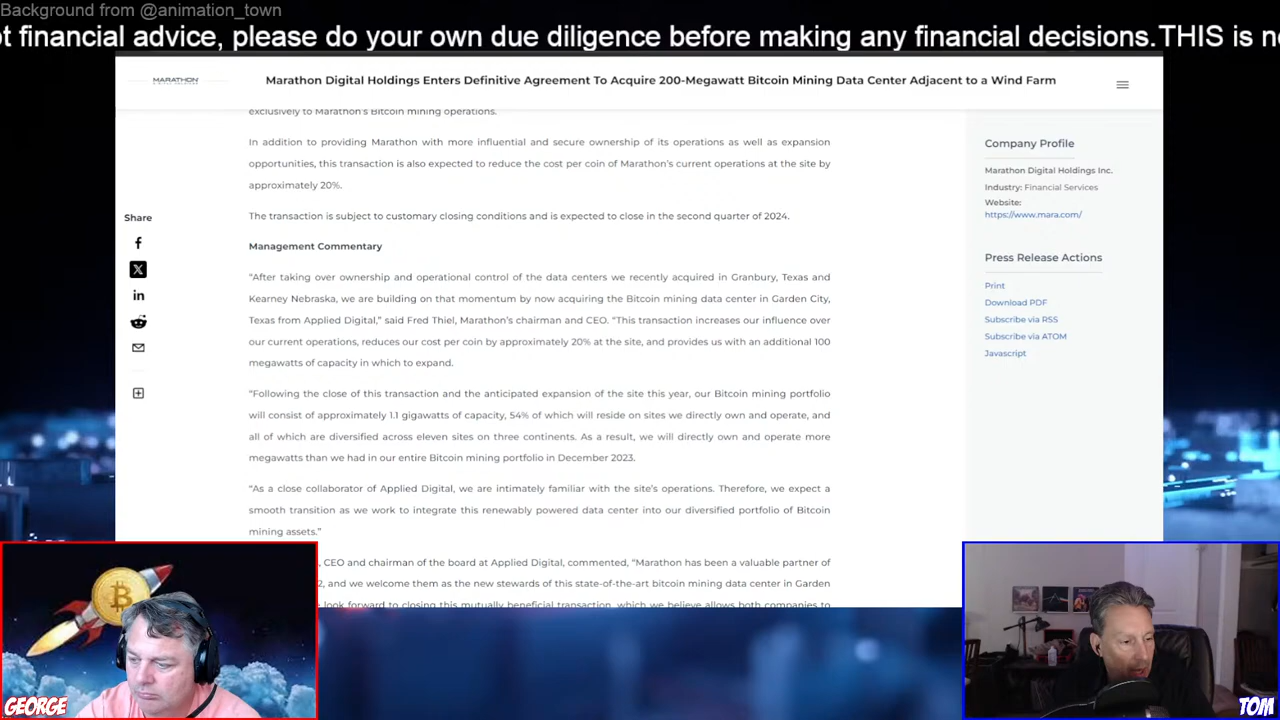 Background from @animation_town
ot financial advice, please do your own due diligence before making any financial decisions.THIS is no
MARATHON
Marathon Digital Holdings Enters Definitive Agreement To Acquire 200-Megawatt Bitcoin Mining Data Center Adjacent to a Wind Farm
exclusively to Marathon's Bitcoin mining operations.
In addition to providing Marathon with more influential and secure ownership of its operations as well as expansion
opportunities, this transaction is also expected to reduce the cost per coin of Marathon's current operations at the site by
approximately 20%.
The transaction is subject to customary closing conditions and is expected to close in the second quarter of 2024.
Management Commentary
“After taking over ownership and operational control of the data centers we recently acquired in Granbury, Texas and
Kearney Nebraska, we are building on that momentum by now acquiring the Bitcoin mining data center in Garden City,
Texas from Applied Digital,” said Fred Thiel, Marathon's chairman and CEO. “This transaction increases our influence over
our current operations, reduces our cost per coin by approximately 20% at the site, and provides us with an additional 100
megawatts of capacity in which to expand.
“Following the close of this transaction and the anticipated expansion of the site this year, our Bitcoin mining portfolio
will consist of approximately 1.1 gigawatts of capacity, 54% of which will reside on sites we directly own and operate, and
all of which are diversified across eleven sites on three continents. As a result, we will directly own and operate more
megawatts than we had in our entire Bitcoin mining portfolio in December 2023.
“As a close collaborator of Applied Digital, we are intimately familiar with the site's operations. Therefore, we expect a
smooth transition as we work to integrate this renewably powered data center into our diversified portfolio of Bitcoin
mining assets.”
, CEO and chairman of the board at Applied Digital, commented, “Marathon has been a valuable partner of
2, and we welcome them as the new stewards of this state-of-the-art bitcoin mining data center in Garden
look forward to closing this mutually beneficial transaction, which we believe allows both companies to
Share
Company Profile
Marathon Digital Holdings Inc.
Industry: Financial Services
Website:
https://www.mara.com/
Press Release Actions
Print
Download PDF
Subscribe via RSS
Subscribe via ATOM
Javascript
GEORGE
TOM